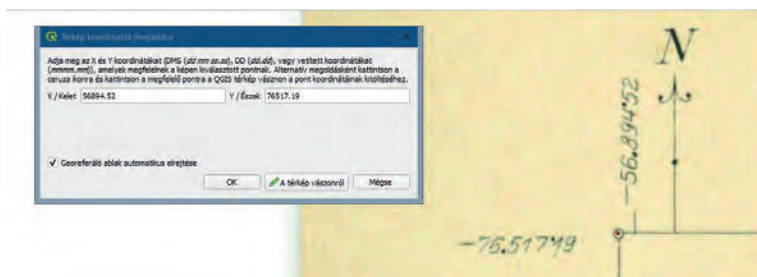 Térkép koordináták megadása
Adja meg az X és Y koordinátákat (DMS (dd mm ss.ss), DD (dd.dd), vagy vetített koordinátákat
(mmmm.mm)), amelyek megfelelnek a képen kiválasztott pontnak. Alternatív megoldásként kattintson a
ceruza ikonra és kattintson a megfelelő pontra a QGIS térkép vásznon a pont koordinátáinak kitöltéséhez.
X / Kelet 56894.52 Y / Észak 76517.19
Georeferáló ablak automatikus elrejtése
OK A térkép vászonról Mégse
N
-56.894.52
-76.517.19